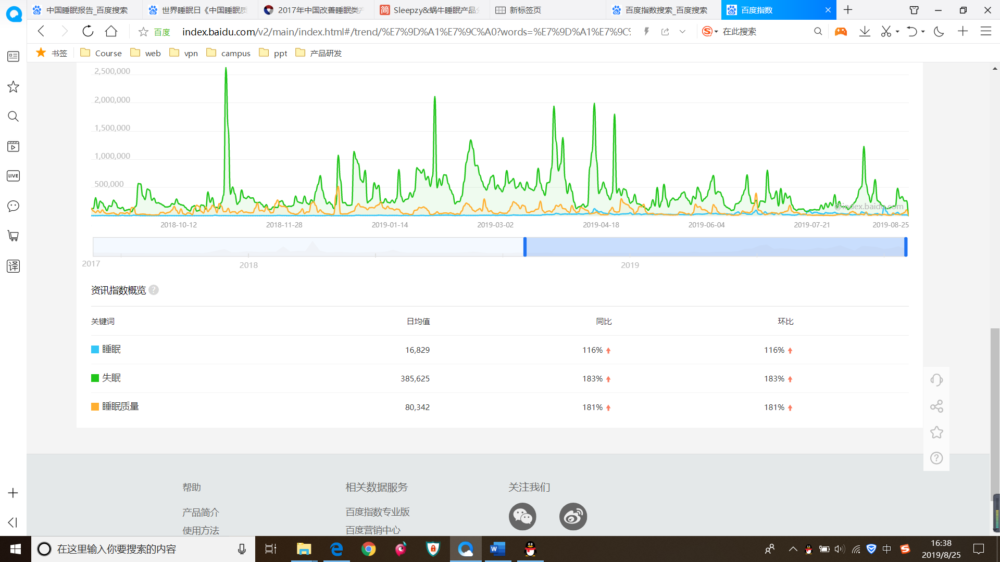 中国睡眠报告_百度搜索
世界睡眠日《中国睡眠质
2017年中国改善睡眠类产
简 Sleepzy&蜗牛睡眠产品分
新标签页
百度指数搜索_百度搜索
百度指数
百度 index.baidu.com/v2/main/index.html#/trend/%E7%9D%A1%E7%9C%A0?words=%E7%9D%A1%E7%9C%
在此搜索
书签 Course web vpn campus ppt 产品研发
LIVE
译
2,500,000
2,000,000
1,500,000
1,000,000
500,000
@index.baidu.com
2018-10-12 2018-11-28 2019-01-14 2019-03-02 2019-04-18 2019-06-04 2019-07-21 2019-08-25
2017 2018 2019
资讯指数概览 ?
关键词 日均值 同比 环比
睡眠 16,829 116% 116%
失眠 385,625 183% 183%
睡眠质量 80,342 181% 181%
帮助 相关数据服务 关注我们
产品简介 百度指数专业版
使用方法 百度营销中心
在这里输入你要搜索的内容
中
16:38
2019/8/25